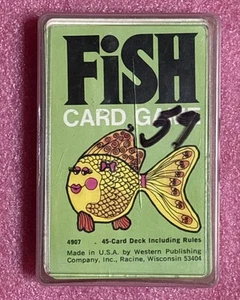 FiSH
CARD GAME
.59
4907 . 45-Card Deck Including Rules
Made in U.S.A. by Western Publishing
Company, Inc., Racine, Wisconsin 53404